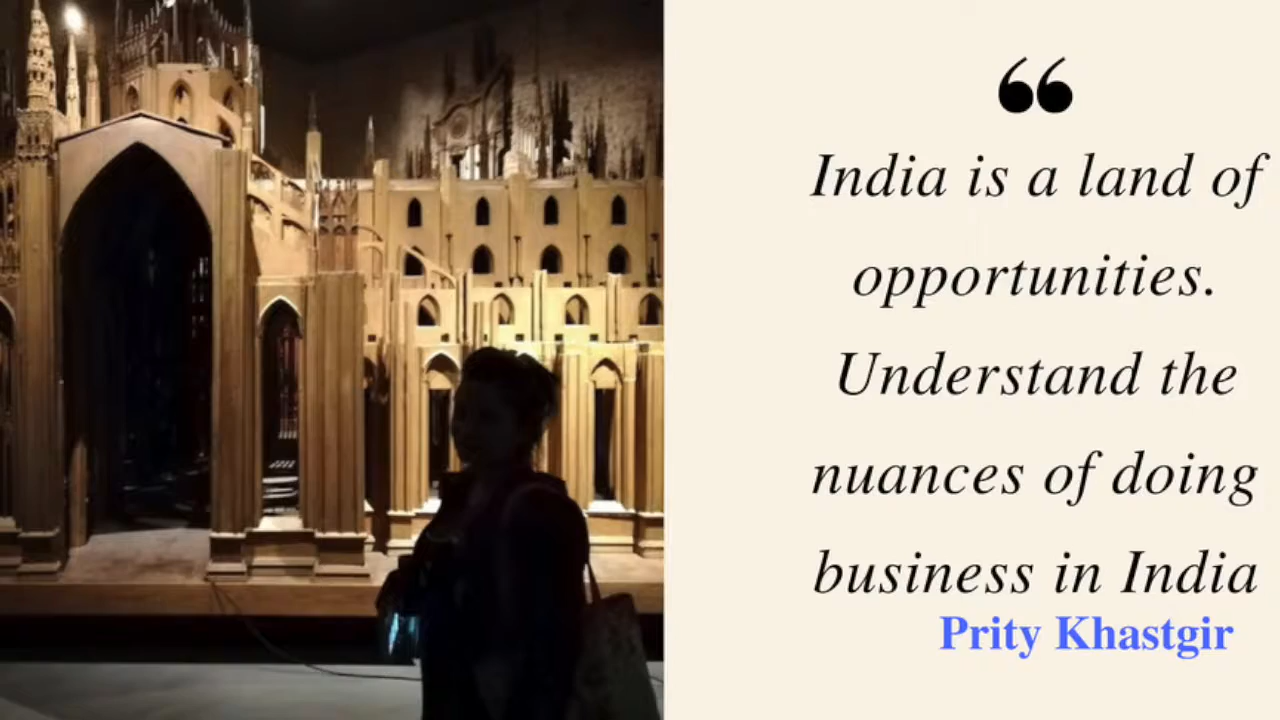 ❝
India is a land of
opportunities.
Understand the
nuances of doing
business in India
Prity Khastgir